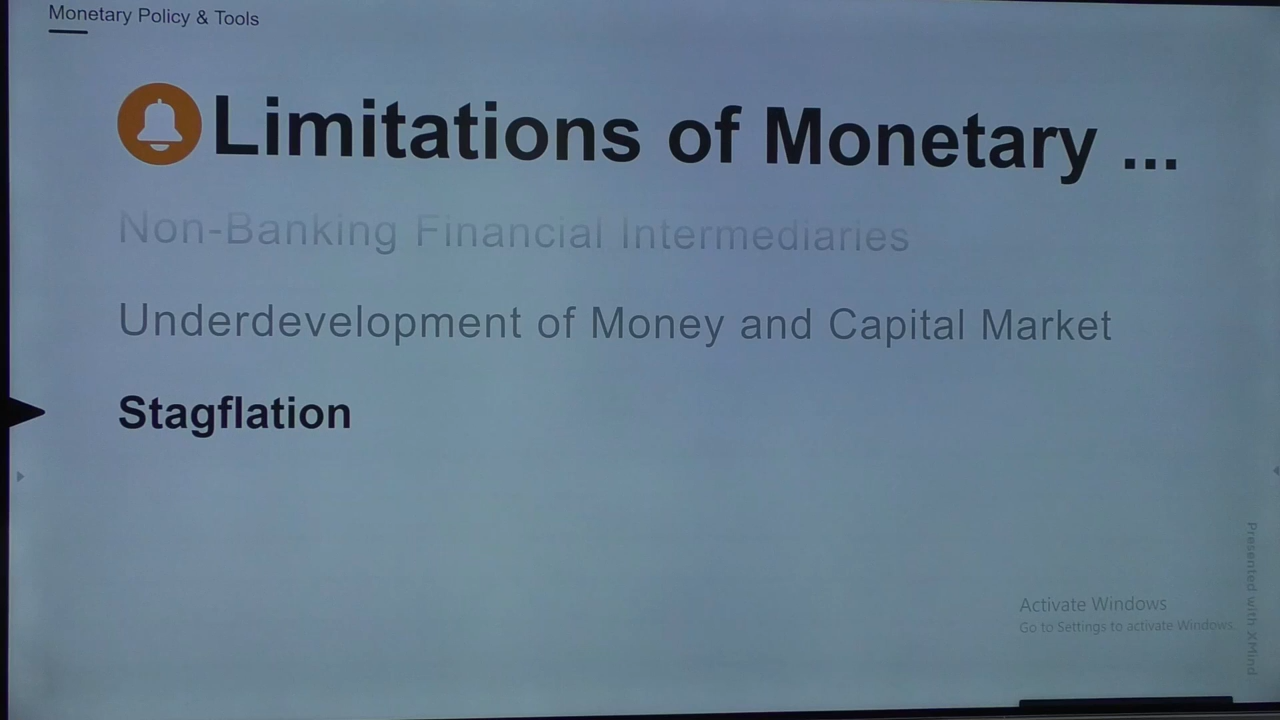 Monetary Policy & Tools
Limitations of Monetary ...
Non-Banking Financial Intermediaries
Underdevelopment of Money and Capital Market
Stagflation
Activate Windows
Go to Settings to activate Windows.
Presented with XMind